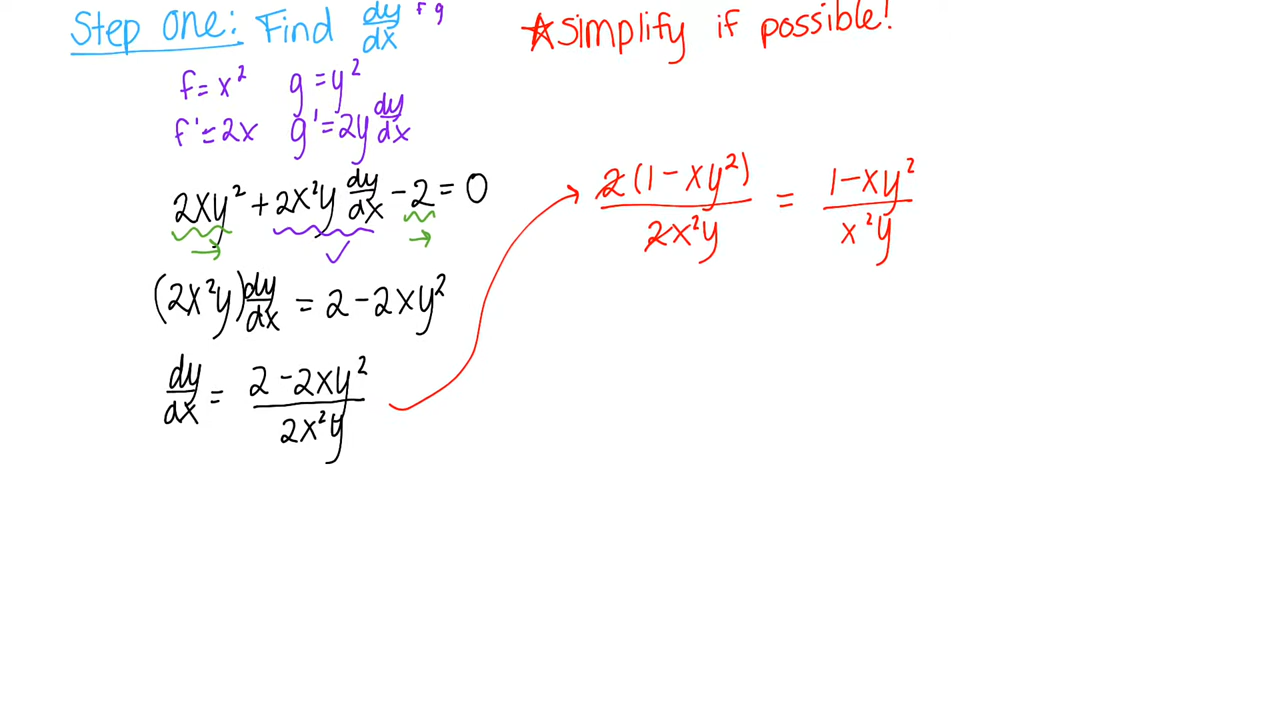 Step one: Find dy/dx f g
☆simplify if possible!
f = x² g = y²
f' = 2x g' = 2y dy/dx
2xy² + 2x²y dy/dx - 2 = 0
(2x²y) dy/dx = 2 - 2xy²
dy/dx = (2 - 2xy²)/(2x²y)
2(1 - xy²)/(2x²y) = (1 - xy²)/(x²y)